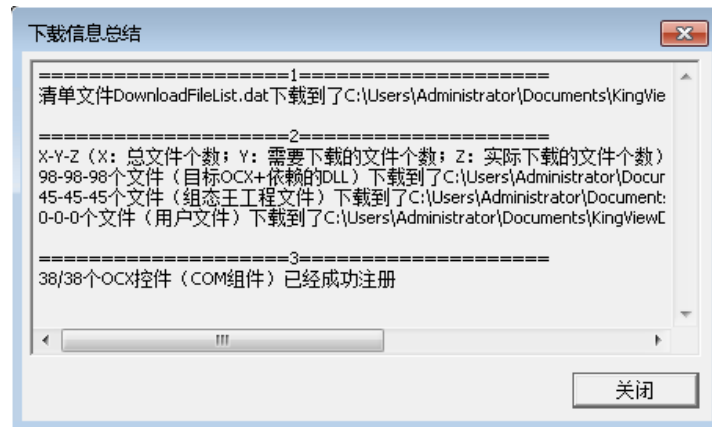 下载信息总结
=====================1=====================
清单文件DownloadFileList.dat下载到了C:\Users\Administrator\Documents\KingVie
=====================2=====================
X-Y-Z（X: 总文件个数；Y: 需要下载的文件个数；Z: 实际下载的文件个数）
98-98-98个文件（目标OCX+依赖的DLL）下载到了C:\Users\Administrator\Docur
45-45-45个文件（组态王工程文件）下载到了C:\Users\Administrator\Document:
0-0-0个文件（用户文件）下载到了C:\Users\Administrator\Documents\KingViewD
=====================3=====================
38/38个OCX控件（COM组件）已经成功注册
关闭